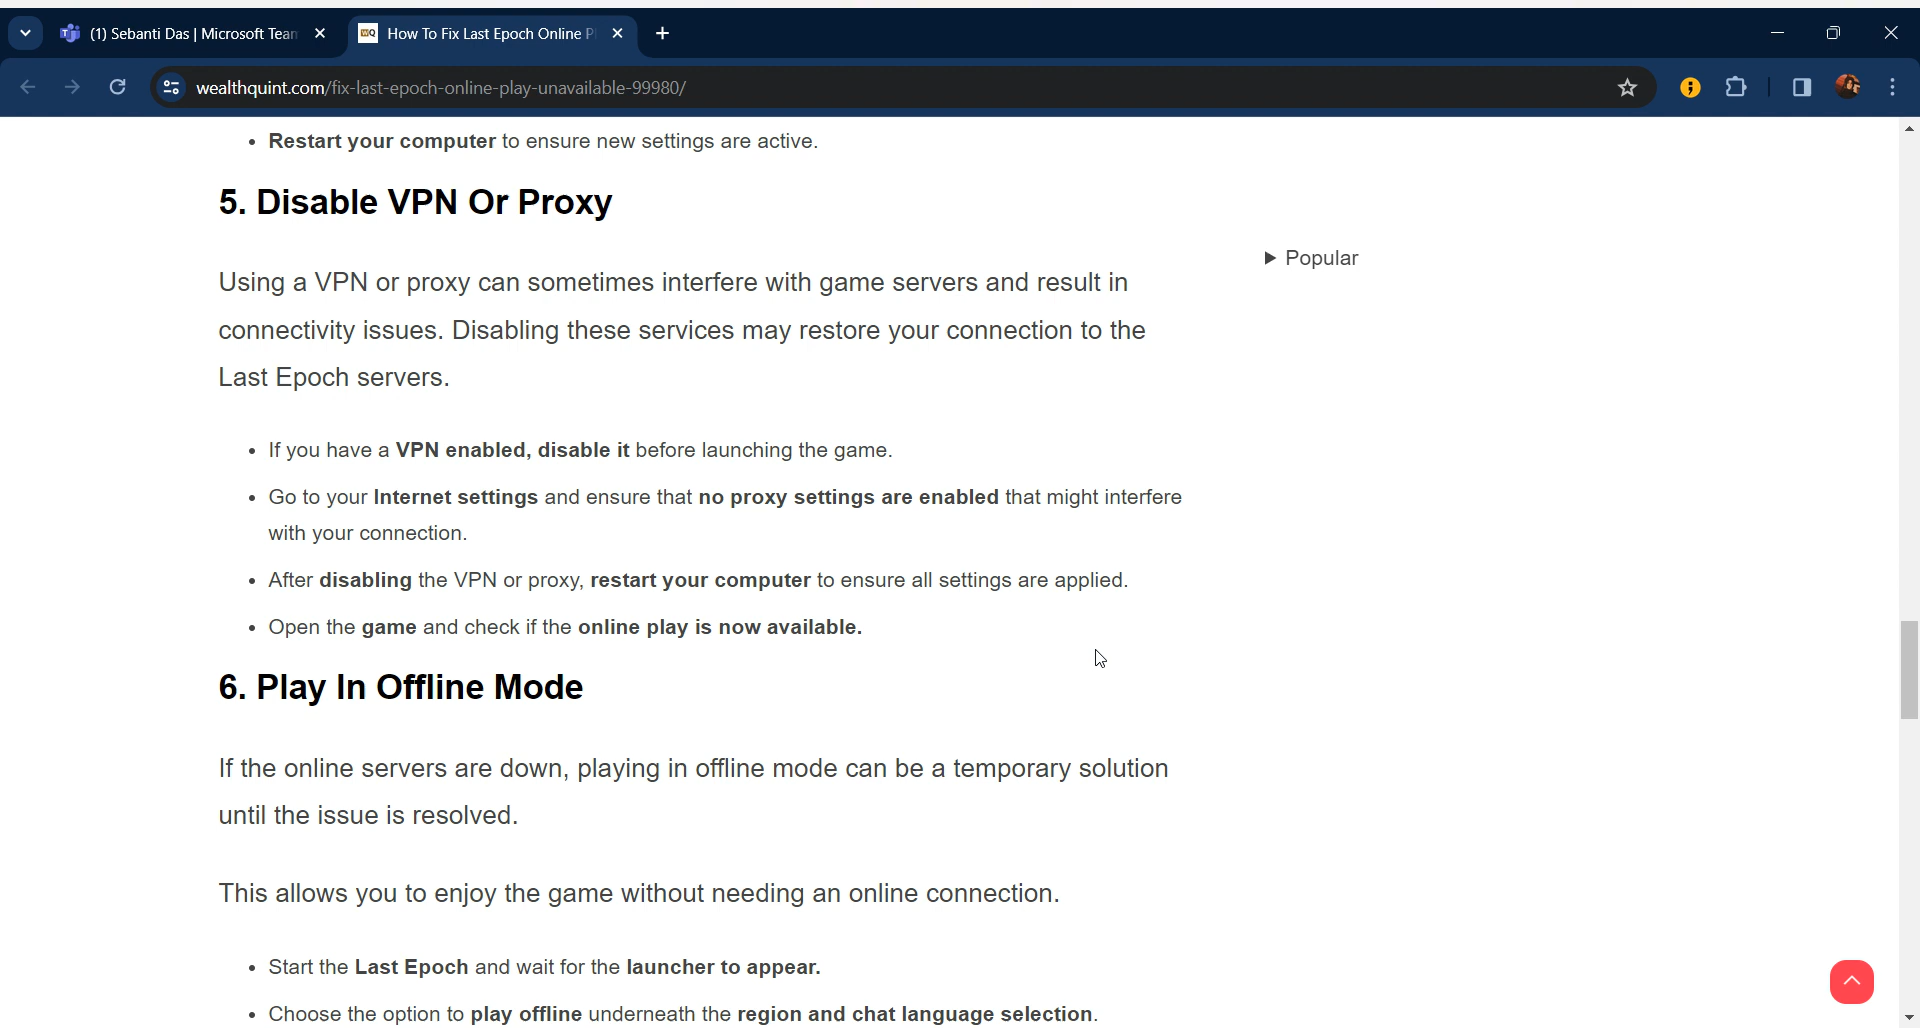 (1) Sebanti Das | Microsoft Team
How To Fix Last Epoch Online P
wealthquint.com/fix-last-epoch-online-play-unavailable-99980/
• Restart your computer to ensure new settings are active.
5. Disable VPN Or Proxy
Popular
Using a VPN or proxy can sometimes interfere with game servers and result in
connectivity issues. Disabling these services may restore your connection to the
Last Epoch servers.
• If you have a VPN enabled, disable it before launching the game.
• Go to your Internet settings and ensure that no proxy settings are enabled that might interfere
with your connection.
• After disabling the VPN or proxy, restart your computer to ensure all settings are applied.
• Open the game and check if the online play is now available.
6. Play In Offline Mode
If the online servers are down, playing in offline mode can be a temporary solution
until the issue is resolved.
This allows you to enjoy the game without needing an online connection.
• Start the Last Epoch and wait for the launcher to appear.
• Choose the option to play offline underneath the region and chat language selection.